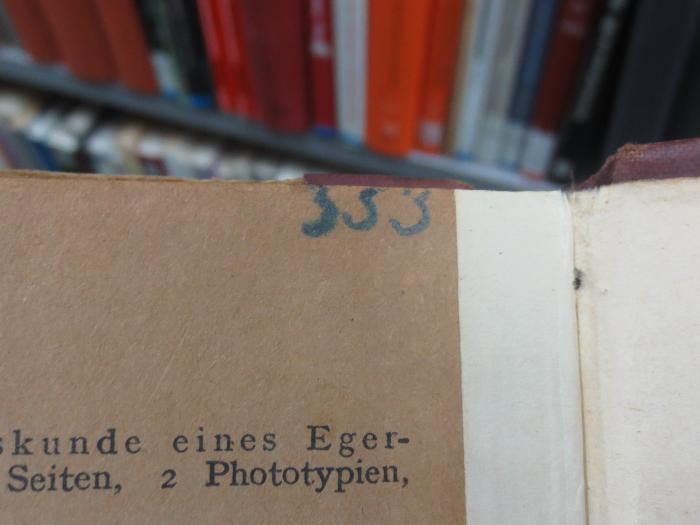 353
skunde eines Eger-
Seiten, 2 Phototypien,